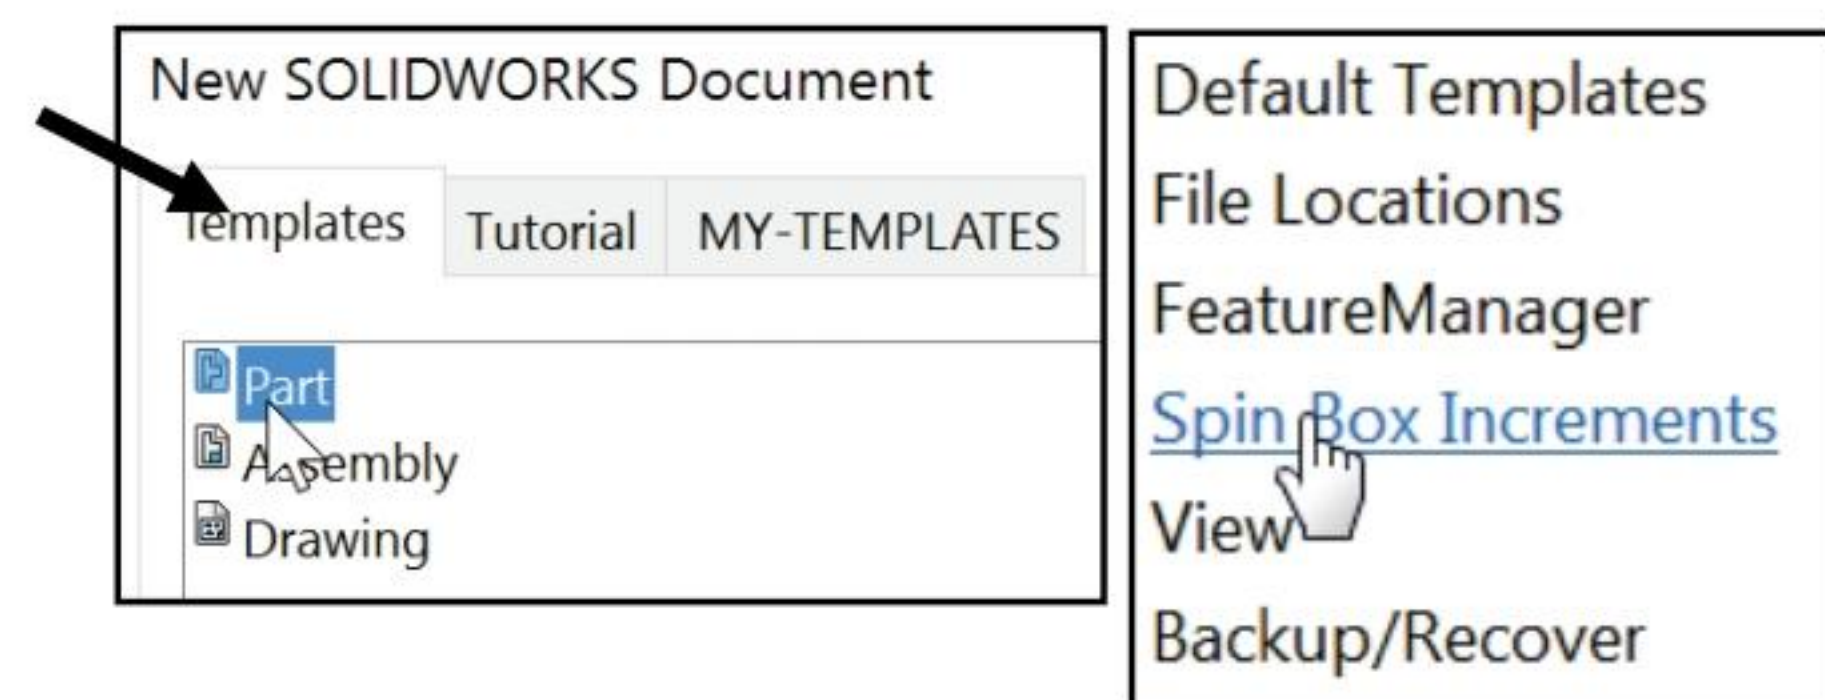 New SOLIDWORKS Document
Templates Tutorial MY-TEMPLATES
Part
Assembly
Drawing
Default Templates
File Locations
FeatureManager
Spin Box Increments
View
Backup/Recover